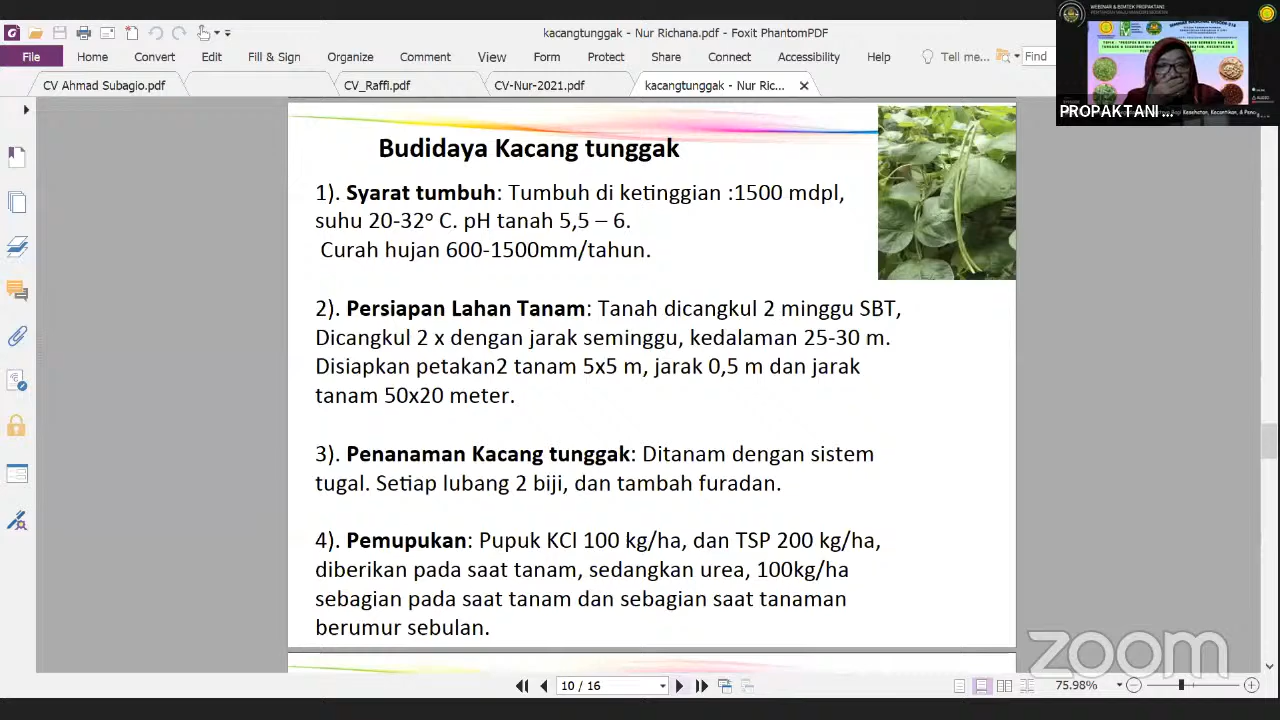 kacangtunggak - Nur Richana.pdf - Foxit PhantomPDF
File Home Convert Edit Fill & Sign Organize Comment View Form Protect Share Connect Accessibility Help Tell me... Find
CV Ahmad Subagio.pdf CV_Raffi.pdf CV-Nur-2021.pdf kacangtunggak - Nur Ric...
WEBINAR & BIMTEK PROPAKTANI
PROPAKTANI ...
Budidaya Kacang tunggak
1). Syarat tumbuh: Tumbuh di ketinggian :1500 mdpl,
suhu 20-32° C. pH tanah 5,5 – 6.
Curah hujan 600-1500mm/tahun.
2). Persiapan Lahan Tanam: Tanah dicangkul 2 minggu SBT,
Dicangkul 2 x dengan jarak seminggu, kedalaman 25-30 m.
Disiapkan petakan2 tanam 5x5 m, jarak 0,5 m dan jarak
tanam 50x20 meter.
3). Penanaman Kacang tunggak: Ditanam dengan sistem
tugal. Setiap lubang 2 biji, dan tambah furadan.
4). Pemupukan: Pupuk KCl 100 kg/ha, dan TSP 200 kg/ha,
diberikan pada saat tanam, sedangkan urea, 100kg/ha
sebagian pada saat tanam dan sebagian saat tanaman
berumur sebulan.
zoom
10 / 16
75.98%